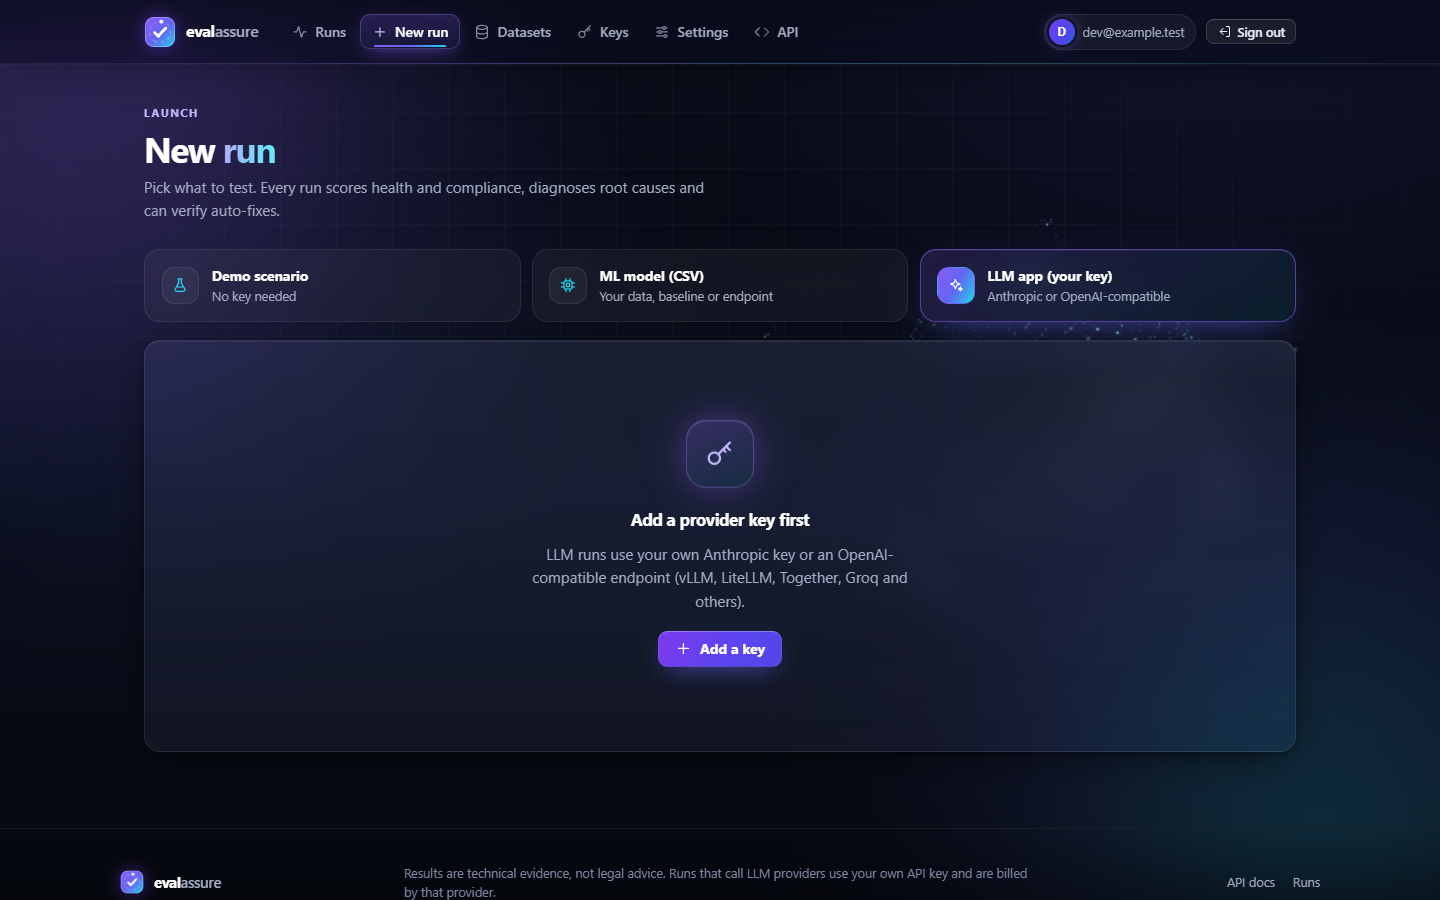 evalassure
Runs
New run
Datasets
Keys
Settings
API
D
dev@example.test
Sign out
LAUNCH
New run
Pick what to test. Every run scores health and compliance, diagnoses root causes and
can verify auto-fixes.
Demo scenario
No key needed
ML model (CSV)
Your data, baseline or endpoint
LLM app (your key)
Anthropic or OpenAI-compatible
Add a provider key first
LLM runs use your own Anthropic key or an OpenAI-
compatible endpoint (vLLM, LiteLLM, Together, Groq and
others).
Add a key
evalassure
Results are technical evidence, not legal advice. Runs that call LLM providers use your own API key and are billed
by that provider.
API docs
Runs